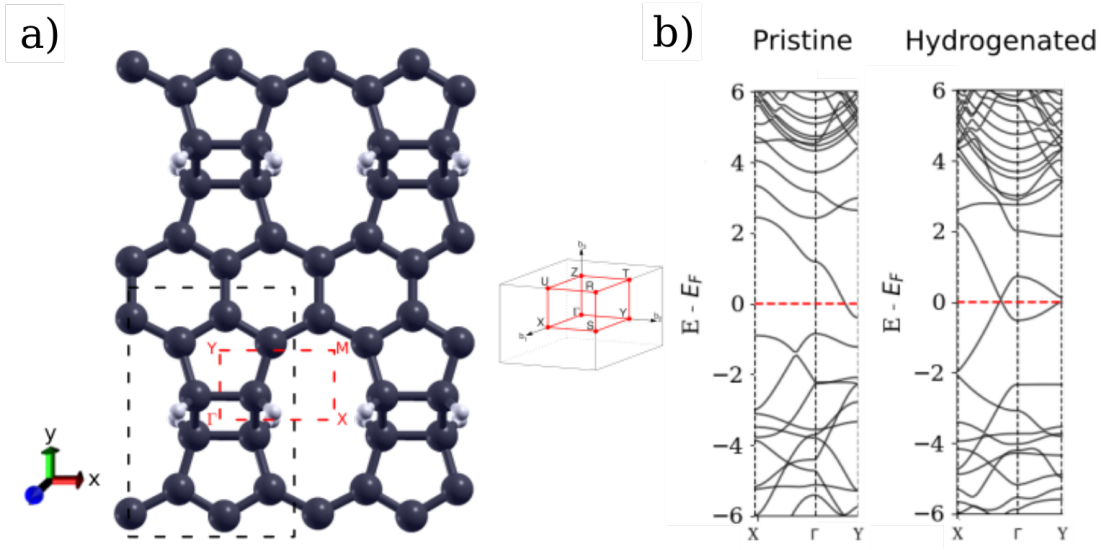 a)
Y
M
Γ
X
y
x
b₃
Z
T
U
R
Γ
Y
b₂
X
S
b₁
b)
Pristine
Hydrogenated
E - E_F
6
4
2
0
−2
−4
−6
X
Γ
Y
E - E_F
6
4
2
0
−2
−4
−6
X
Γ
Y